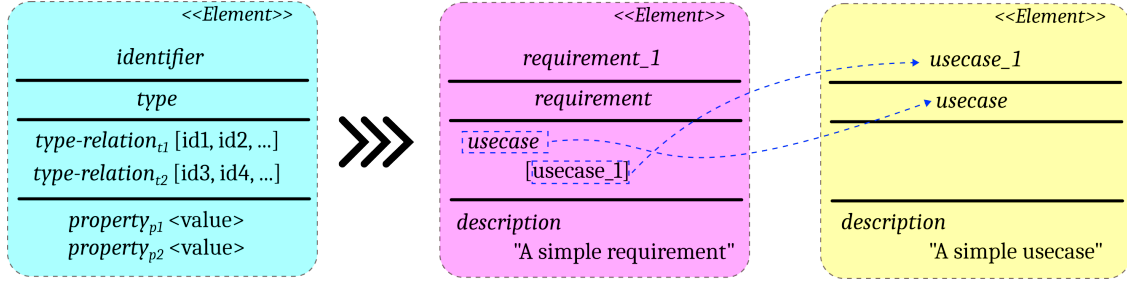 <<Element>>
identifier
type
type-relation_t1 [id1, id2, ...]
type-relation_t2 [id3, id4, ...]
property_p1 <value>
property_p2 <value>
<<Element>>
requirement_1
requirement
usecase
[usecase_1]
description
"A simple requirement"
<<Element>>
usecase_1
usecase
description
"A simple usecase"